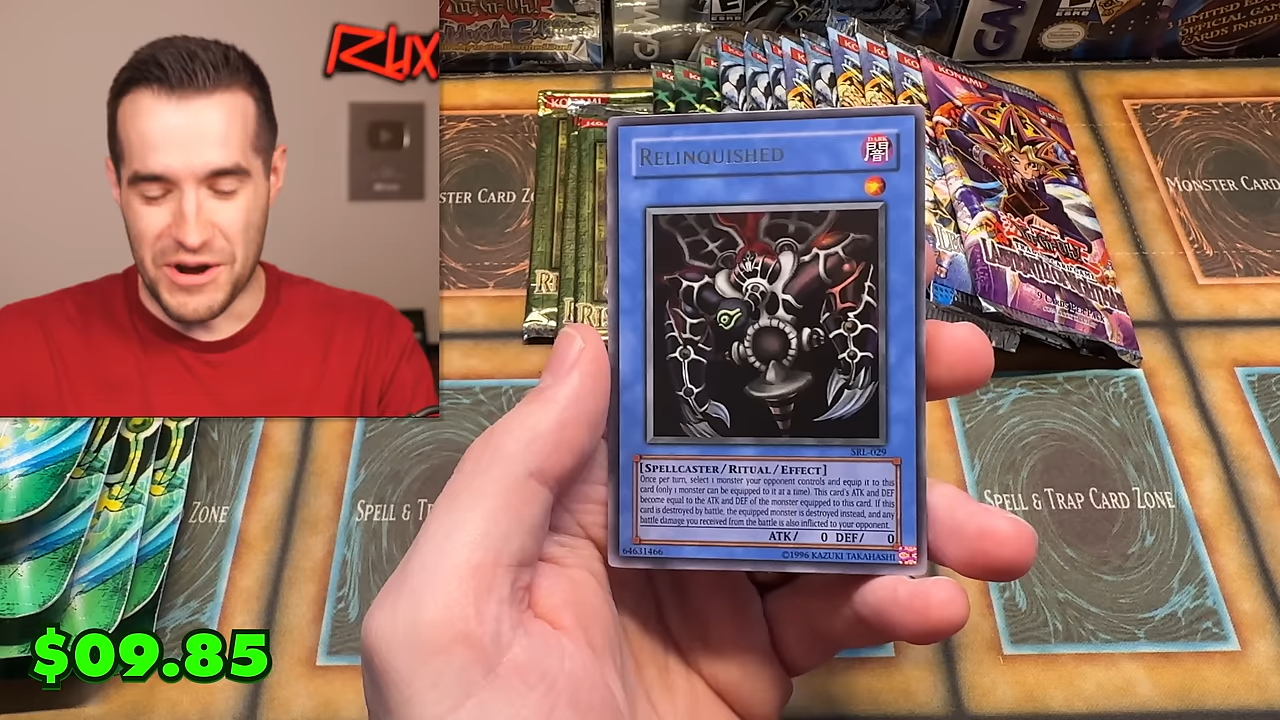 RUX
KONAMI
MONSTER CARD ZO
MONSTER CARD
RELINQUISHED
DARK
闇
SRL-029
[SPELLCASTER/RITUAL/EFFECT]
Once per turn, select 1 monster your opponent controls and equip it to this
card (only 1 monster can be equipped to it at a time). This card's ATK and DEF
become equal to the ATK and DEF of the monster equipped to this card. If this
card is destroyed by battle, the equipped monster is destroyed instead, and any
battle damage you received from the battle is also inflicted to your opponent.
ATK/ 0 DEF/ 0
64631466
©1996 KAZUKI TAKAHASHI
ZONE
SPELL & T
SPELL & TRAP CARD ZONE
$09.85